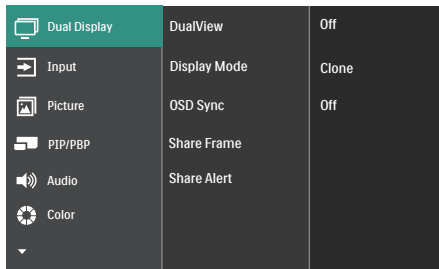 Dual Display DualView Off
Input Display Mode Clone
Picture OSD Sync Off
PIP/PBP Share Frame
Audio Share Alert
Color